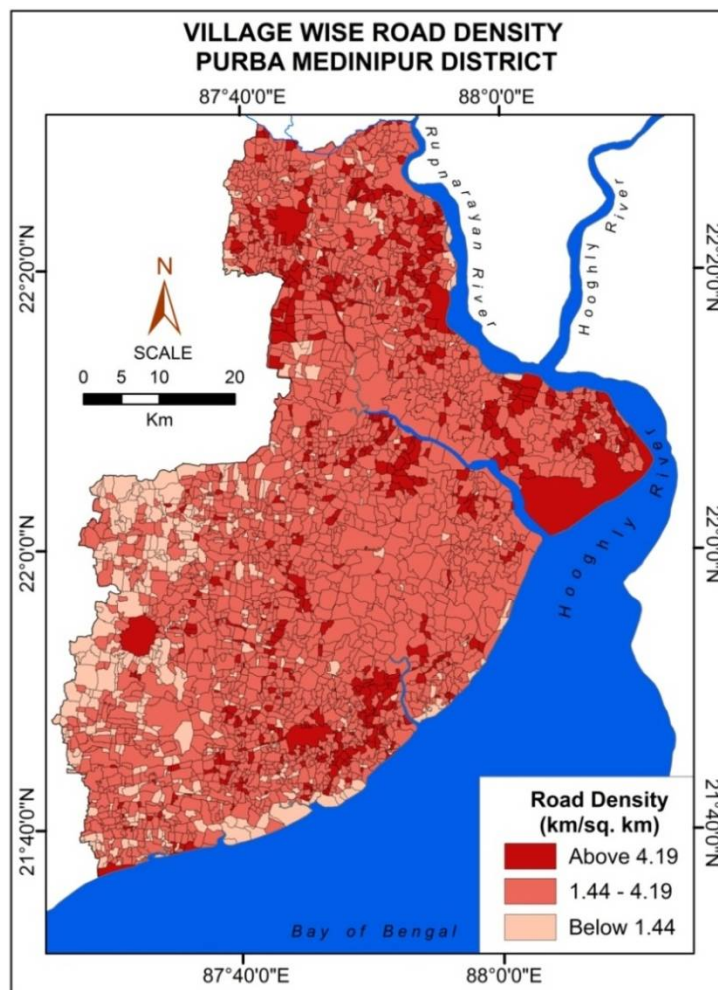 VILLAGE WISE ROAD DENSITY
PURBA MEDINIPUR DISTRICT
87°40'0"E
88°0'0"E
Rupnarayan River
Hooghly River
22°20'0"N
22°20'0"N
N
SCALE
0 5 10 20
Km
Hooghly River
22°0'0"N
22°0'0"N
21°40'0"N
21°40'0"N
Road Density
(km/sq. km)
Above 4.19
1.44 - 4.19
Below 1.44
Bay of Bengal
87°40'0"E
88°0'0"E